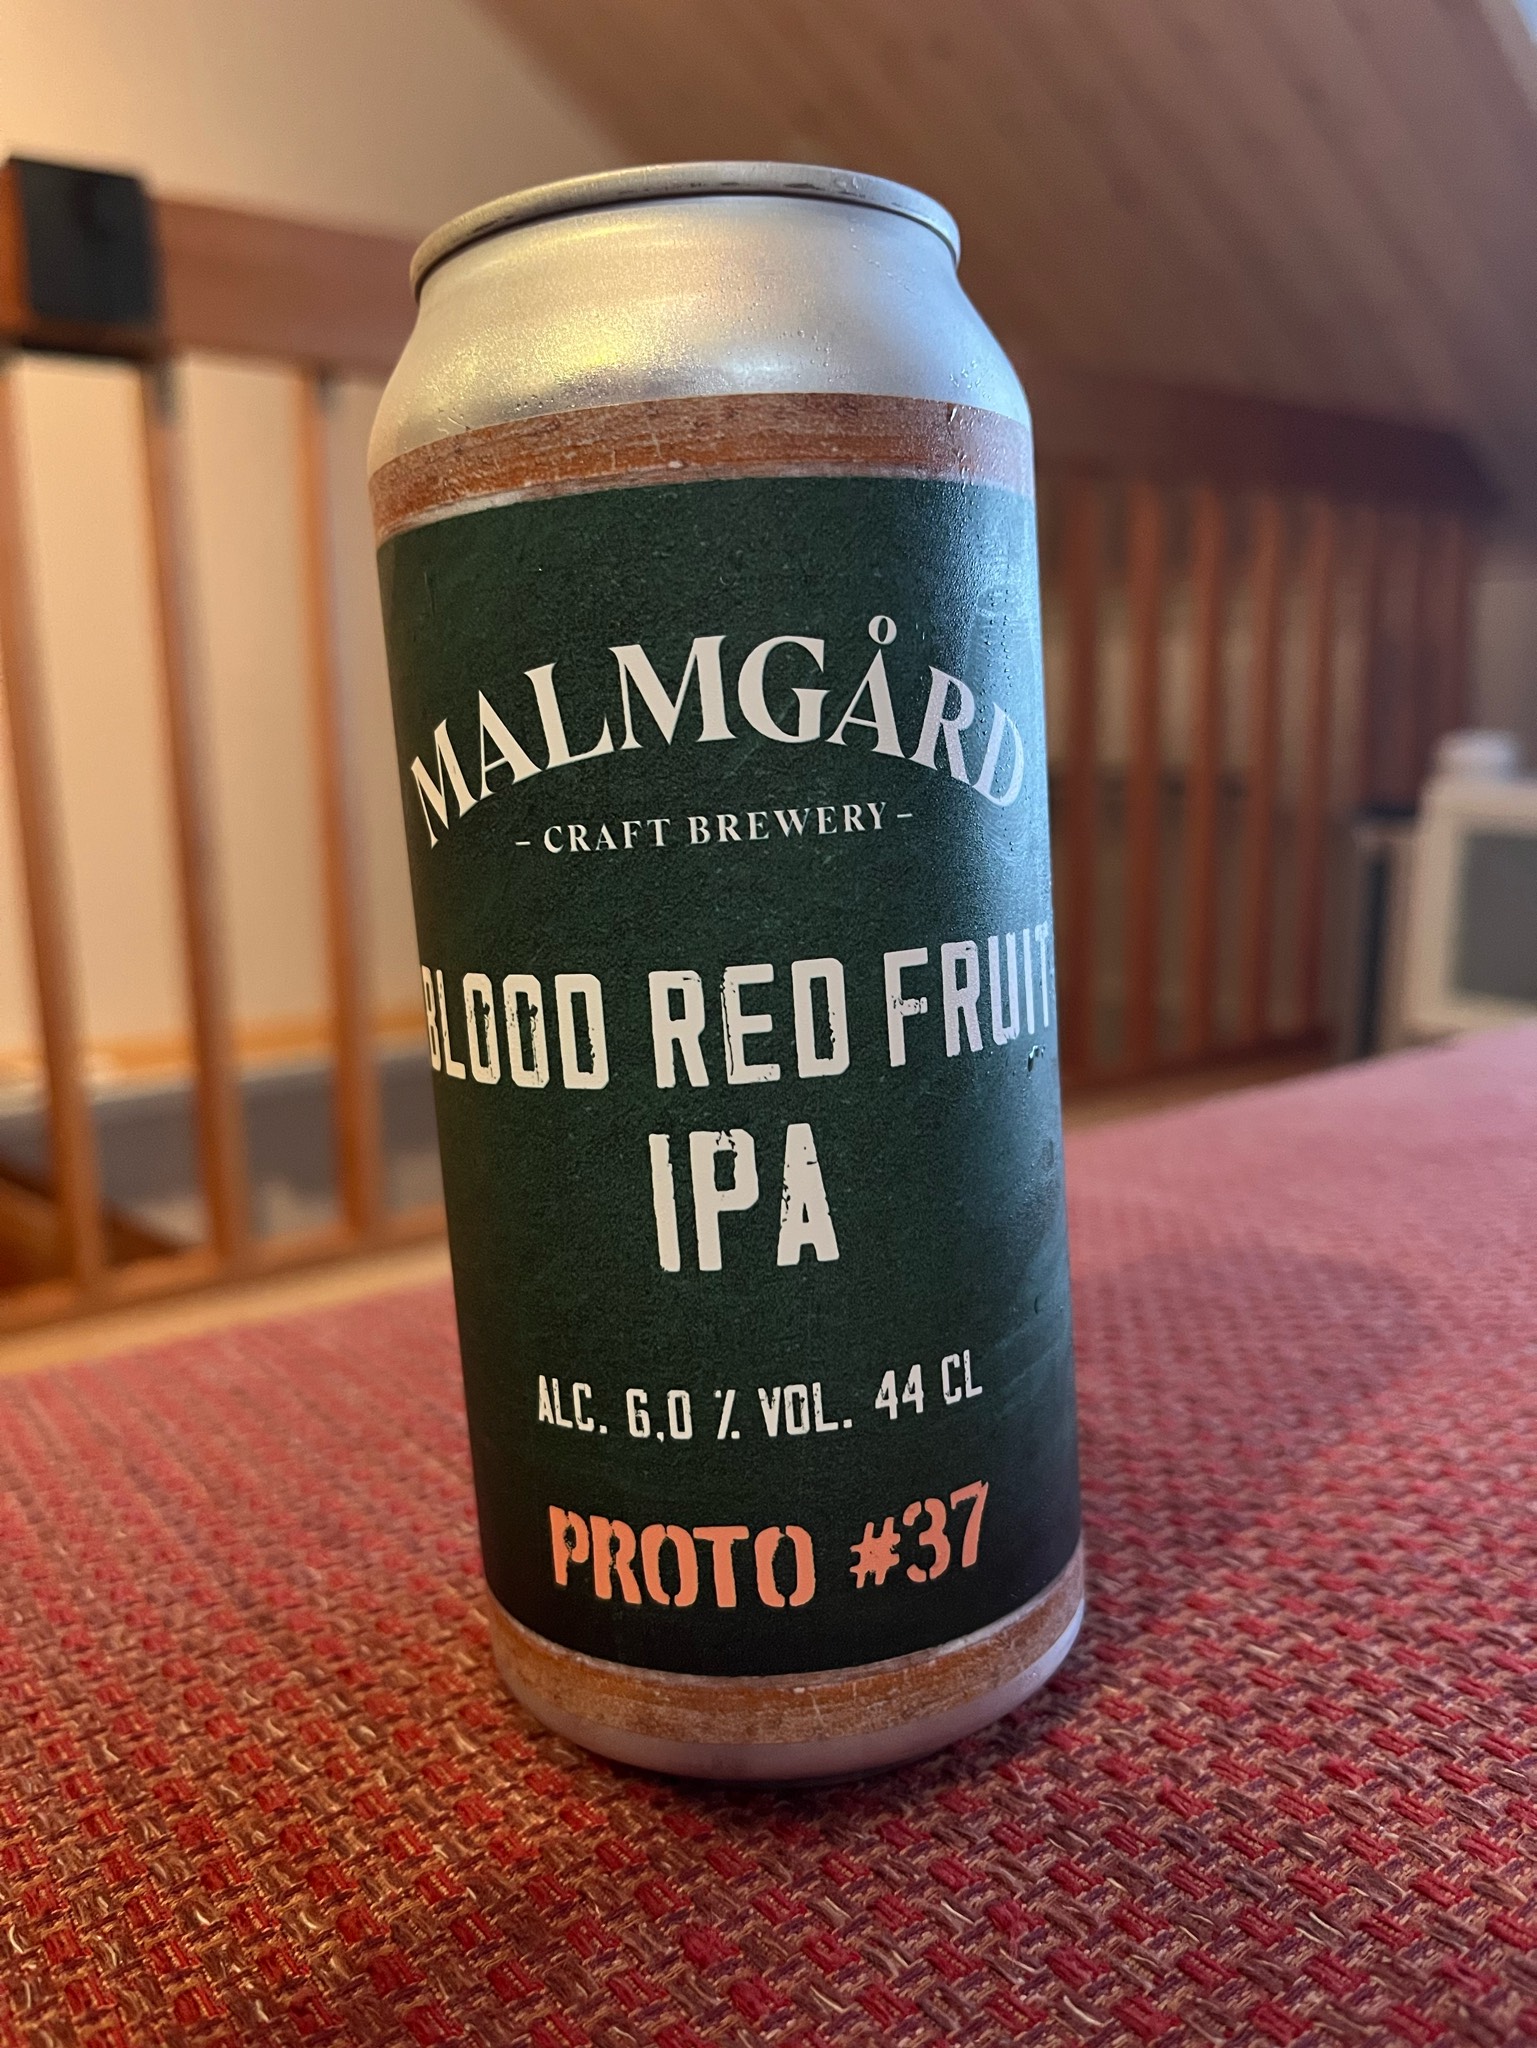 MALMGÅRD
- CRAFT BREWERY -
BLOOD RED FRUIT
IPA
ALC. 6,0 % VOL. 44 CL
PROTO #37